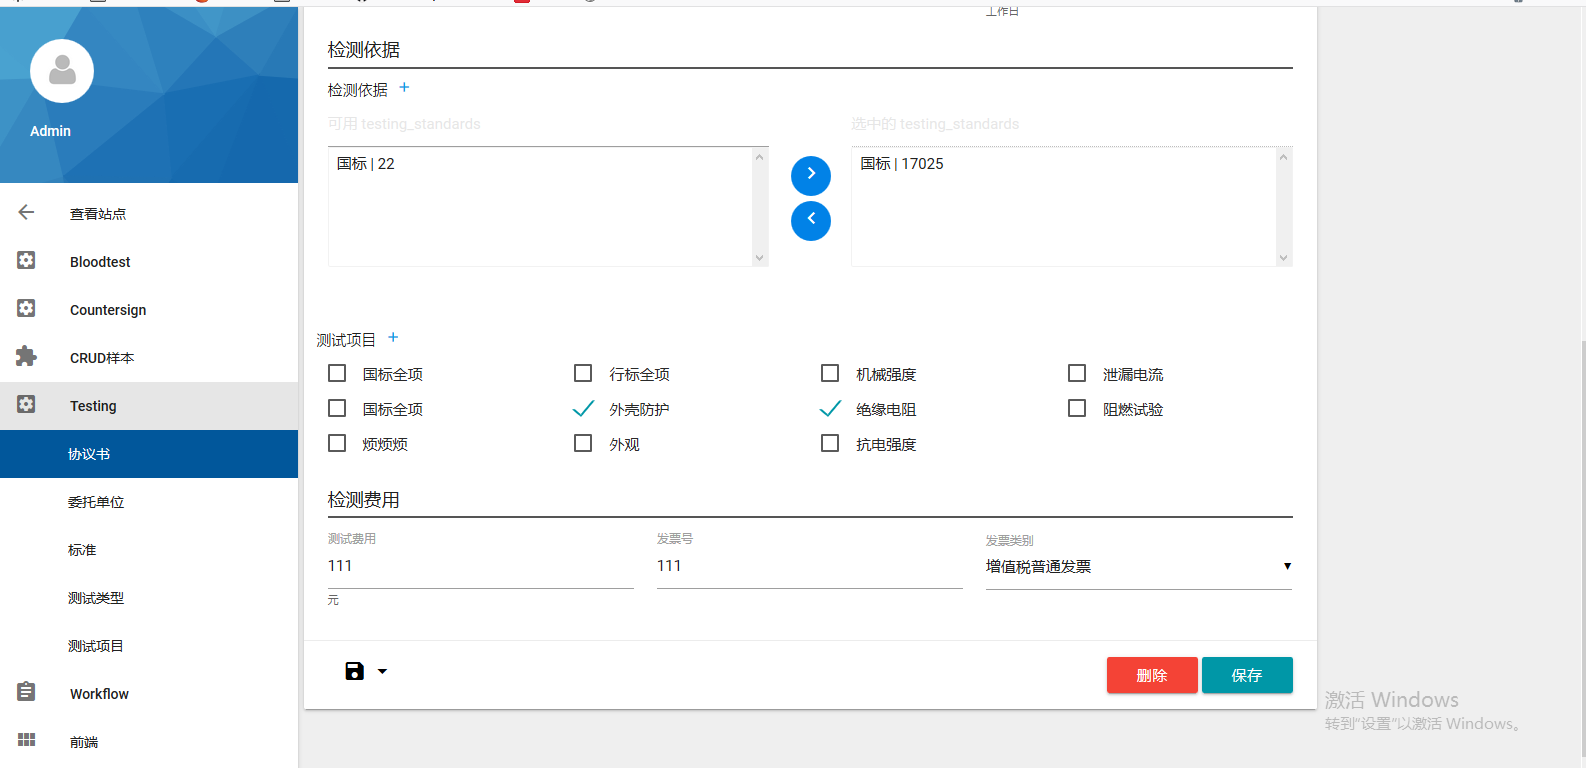 工作日
Admin
查看站点
Bloodtest
Countersign
CRUD样本
Testing
协议书
委托单位
标准
测试类型
测试项目
Workflow
前端
检测依据
检测依据 +
可用 testing_standards
选中的 testing_standards
国标 | 22
国标 | 17025
测试项目 +
国标全项 行标全项 机械强度 泄漏电流
国标全项 外壳防护 绝缘电阻 阻燃试验
烦烦烦 外观 抗电强度
检测费用
测试费用 发票号 发票类别
111 111 增值税普通发票
元
删除 保存
激活 Windows
转到"设置"以激活 Windows。